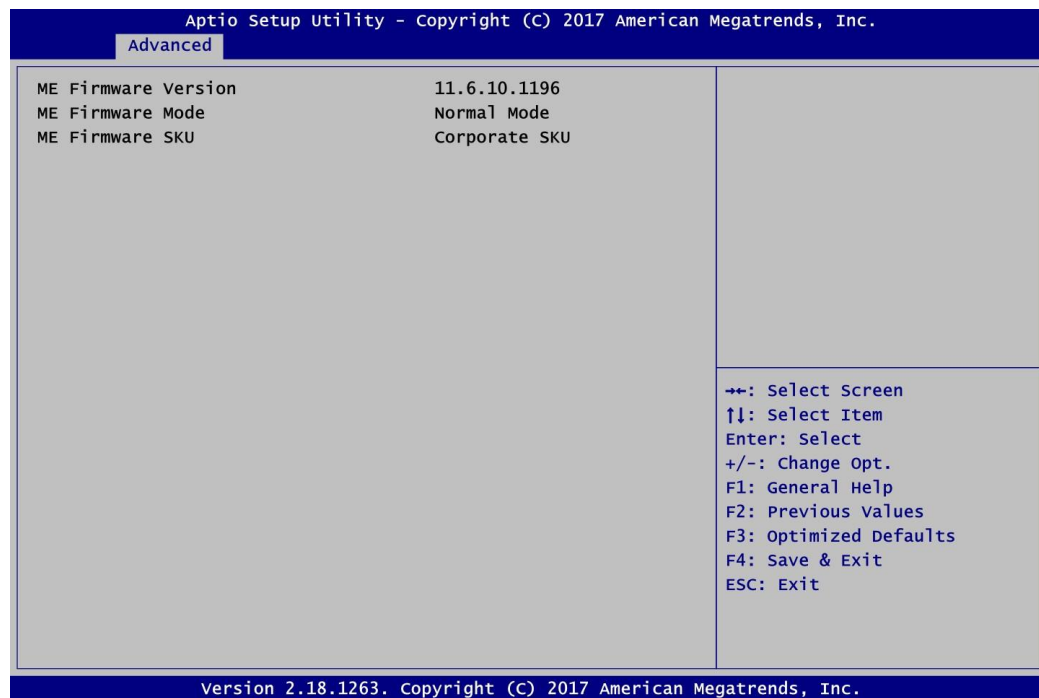 Aptio Setup Utility - Copyright (C) 2017 American Megatrends, Inc.
Advanced
ME Firmware Version 11.6.10.1196
ME Firmware Mode Normal Mode
ME Firmware SKU Corporate SKU
→←: Select Screen
↑↓: Select Item
Enter: Select
+/-: Change Opt.
F1: General Help
F2: Previous Values
F3: Optimized Defaults
F4: Save & Exit
ESC: Exit
Version 2.18.1263. Copyright (C) 2017 American Megatrends, Inc.